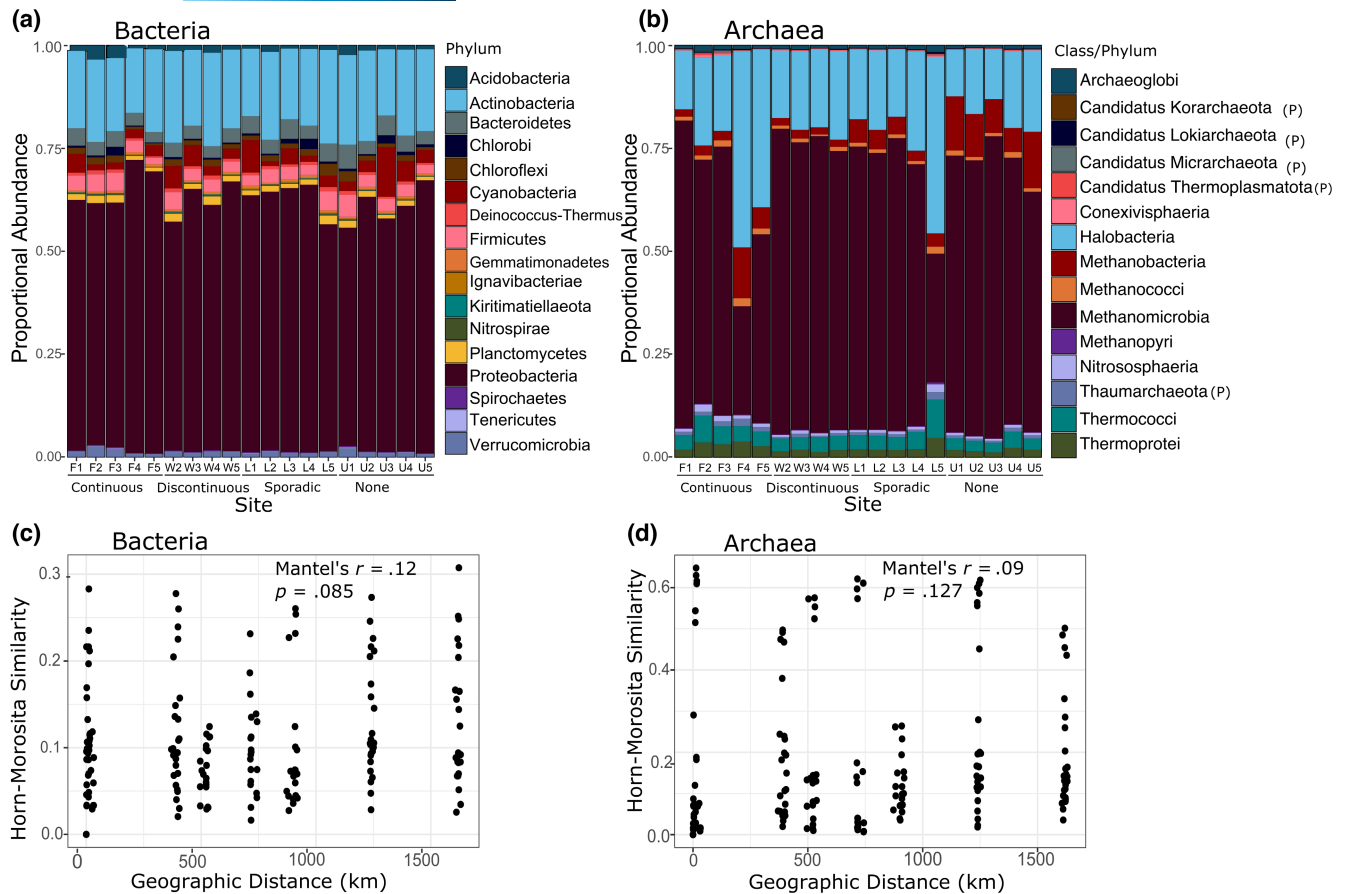 (a)
Bacteria
Proportional Abundance
1.00
0.75
0.50
0.25
0.00
F1 F2 F3 F4 F5 W2 W3 W4 W5 L1 L2 L3 L4 L5 U1 U2 U3 U4 U5
Continuous Discontinuous Sporadic None
Site
Phylum
Acidobacteria
Actinobacteria
Bacteroidetes
Chlorobi
Chloroflexi
Cyanobacteria
Deinococcus-Thermus
Firmicutes
Gemmatimonadetes
Ignavibacteriae
Kiritimatiellaeota
Nitrospirae
Planctomycetes
Proteobacteria
Spirochaetes
Tenericutes
Verrucomicrobia
(b)
Archaea
Proportional Abundance
1.00
0.75
0.50
0.25
0.00
F1 F2 F3 F4 F5 W2 W3 W4 W5 L1 L2 L3 L4 L5 U1 U2 U3 U4 U5
Continuous Discontinuous Sporadic None
Site
Class/Phylum
Archaeoglobi
Candidatus Korarchaeota (P)
Candidatus Lokiarchaeota (P)
Candidatus Micrarchaeota (P)
Candidatus Thermoplasmatota (P)
Conexivisphaeria
Halobacteria
Methanobacteria
Methanococci
Methanomicrobia
Methanopyri
Nitrososphaeria
Thaumarchaeota (P)
Thermococci
Thermoprotei
(c)
Bacteria
Mantel's r = .12
p = .085
Horn-Morosita Similarity
0.3
0.2
0.1
0.0
0 500 1000 1500
Geographic Distance (km)
(d)
Archaea
Mantel's r = .09
p = .127
Horn-Morosita Similarity
0.6
0.4
0.2
0.0
0 500 1000 1500
Geographic Distance (km)